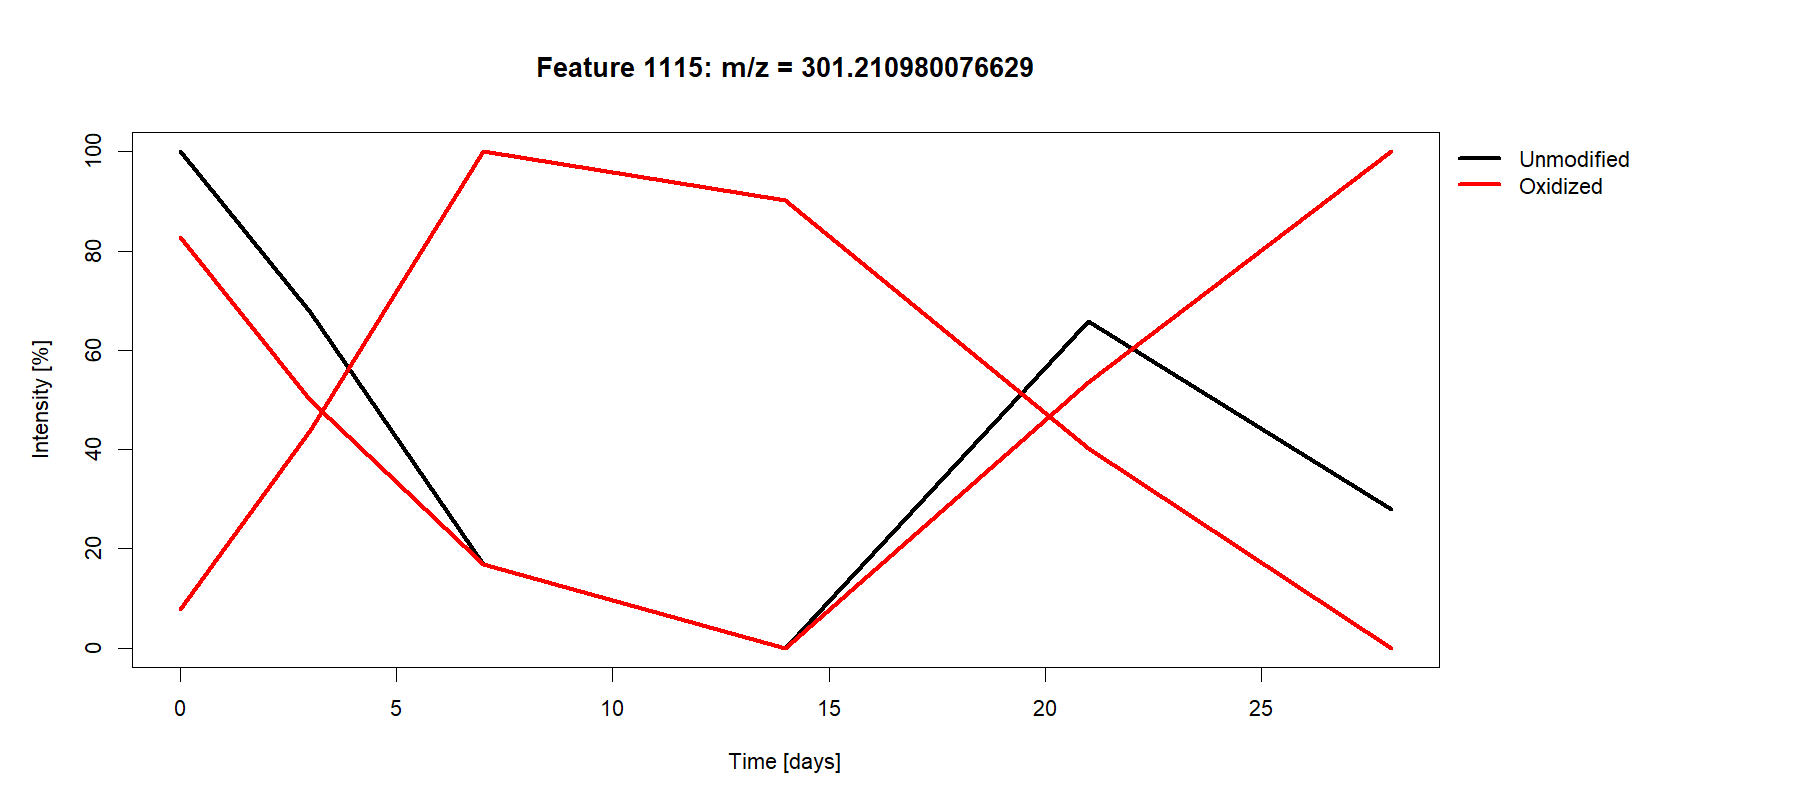 Feature 1115: m/z = 301.210980076629
Unmodified
Oxidized
Intensity [%]
100
80
60
40
20
0
0 5 10 15 20 25
Time [days]